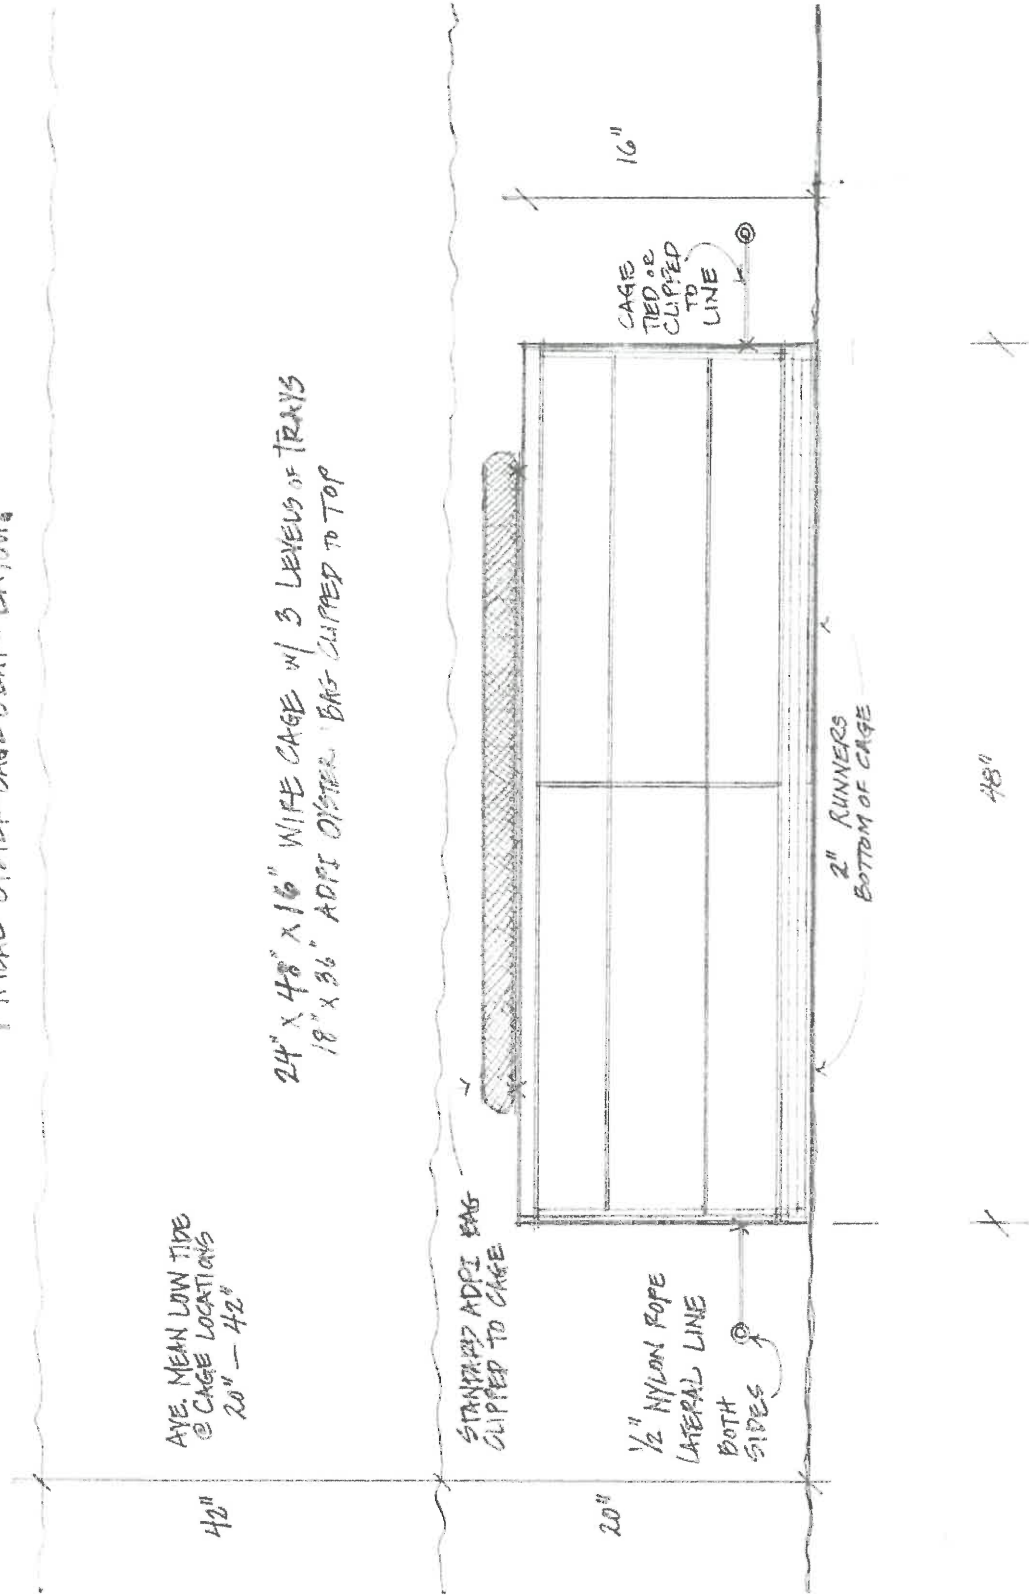 24" X 48" X 16" WIRE CAGE W/ 3 LEVELS OF TRAYS
18" X 36" ADPI OYSTER BAG CLIPPED TO TOP
AVE. MEAN LOW TIDE
@ CAGE LOCATIONS
20" – 42"
42"
STANDARD ADPI BAG
CLIPPED TO CAGE
CAGE
TIED OR
CLIPPED
TO
LINE
16"
1/2" NYLON ROPE
LATERAL LINE
BOTH
SIDES
20"
2" RUNNERS
BOTTOM OF CAGE
48"